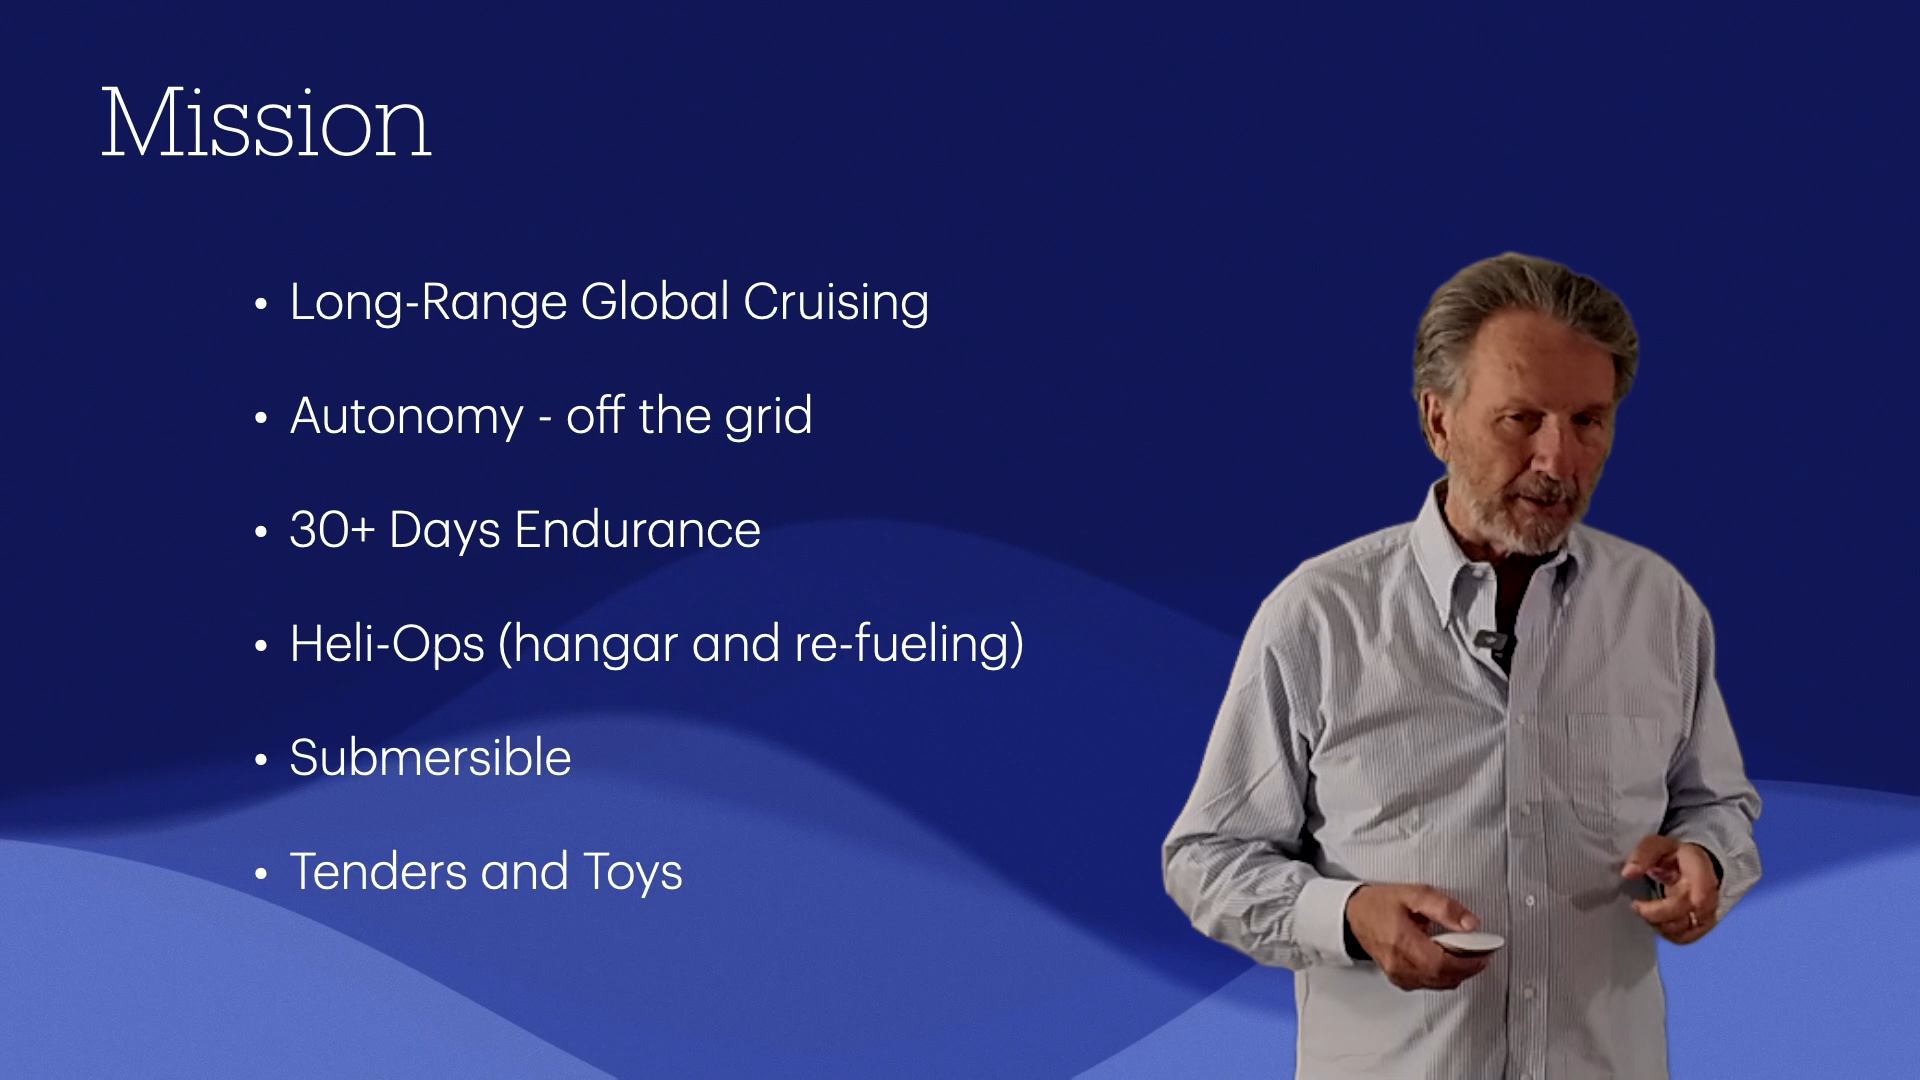 Mission
• Long-Range Global Cruising
• Autonomy - off the grid
• 30+ Days Endurance
• Heli-Ops (hangar and re-fueling)
• Submersible
• Tenders and Toys